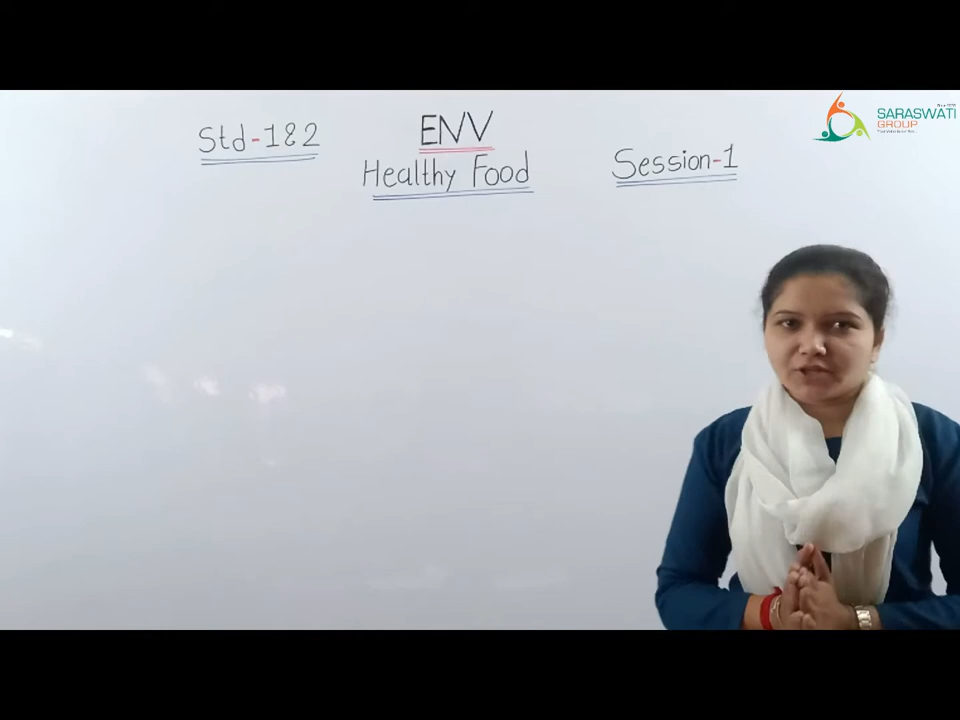 Std-1&2
ENV
Healthy Food
Session-1
SARASWATI
GROUP